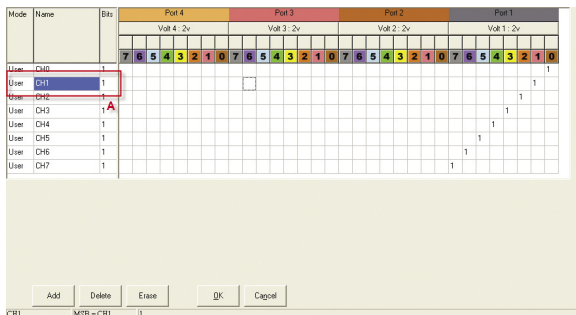 Mode Name Bits Port 4 Port 3 Port 2 Port 1
Volt 4 : 2v Volt 3 : 2v Volt 2 : 2v Volt 1 : 2v
7 6 5 4 3 2 1 0 7 6 5 4 3 2 1 0 7 6 5 4 3 2 1 0 7 6 5 4 3 2 1 0
User CH0 1 1
User CH1 1 1
User CH2 1 1
A
User CH3 1 1
User CH4 1 1
User CH5 1 1
User CH6 1 1
User CH7 1 1
Add Delete Erase OK Cancel
CH1 MSB = CH1 1